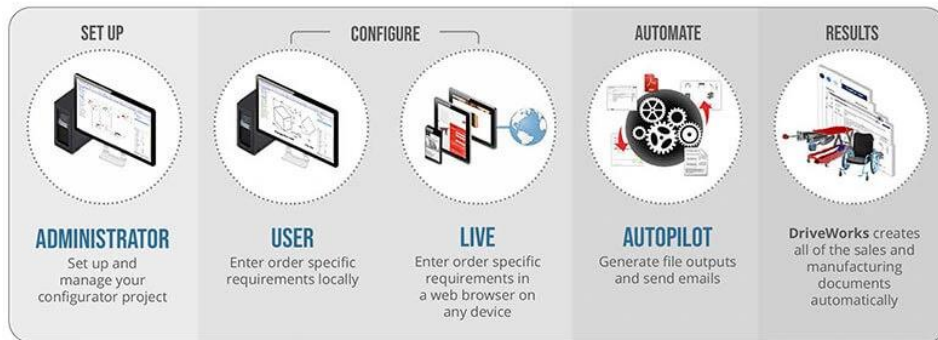 SET UP
CONFIGURE
AUTOMATE
RESULTS
ADMINISTRATOR
Set up and
manage your
configurator project
USER
Enter order specific
requirements locally
LIVE
Enter order specific
requirements in
a web browser on
any device
AUTOPILOT
Generate file outputs
and send emails
DriveWorks creates
all of the sales and
manufacturing
documents
automatically